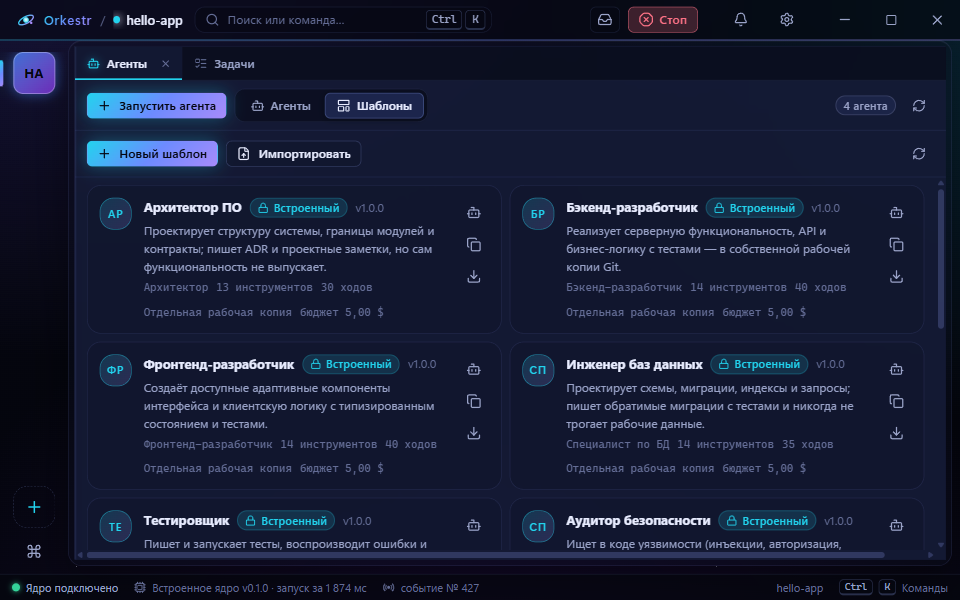 Orkestr / hello-app Поиск или команда... Ctrl K Стоп
HA
Агенты Задачи
Запустить агента Агенты Шаблоны 4 агента
Новый шаблон Импортировать
АР Архитектор ПО Встроенный v1.0.0
Проектирует структуру системы, границы модулей и
контракты; пишет ADR и проектные заметки, но сам
функциональность не выпускает.
Архитектор 13 инструментов 30 ходов
Отдельная рабочая копия бюджет 5,00 $
БР Бэкенд-разработчик Встроенный v1.0.0
Реализует серверную функциональность, API и
бизнес-логику с тестами — в собственной рабочей
копии Git.
Бэкенд-разработчик 14 инструментов 40 ходов
Отдельная рабочая копия бюджет 5,00 $
ФР Фронтенд-разработчик Встроенный v1.0.0
Создаёт доступные адаптивные компоненты
интерфейса и клиентскую логику с типизированным
состоянием и тестами.
Фронтенд-разработчик 14 инструментов 40 ходов
Отдельная рабочая копия бюджет 5,00 $
СП Инженер баз данных Встроенный v1.0.0
Проектирует схемы, миграции, индексы и запросы;
пишет обратимые миграции с тестами и никогда не
трогает рабочие данные.
Специалист по БД 14 инструментов 35 ходов
Отдельная рабочая копия бюджет 5,00 $
ТЕ Тестировщик Встроенный v1.0.0
Пишет и запускает тесты, воспроизводит ошибки и
СП Аудитор безопасности Встроенный v1.0.0
Ищет в коде уязвимости (инъекции, авторизация,
Ядро подключено Встроенное ядро v0.1.0 · запуск за 1 874 мс событие № 427 hello-app Ctrl K Команды